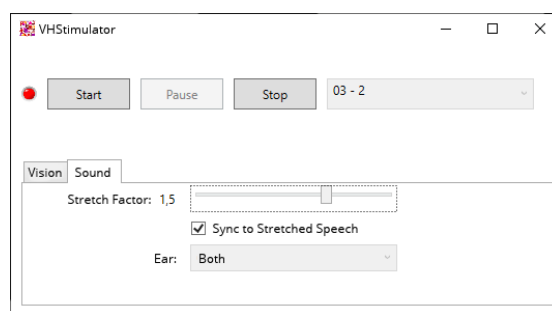 VHStimulator
Start Pause Stop 03 - 2
Vision Sound
Stretch Factor: 1,5
Sync to Stretched Speech
Ear: Both